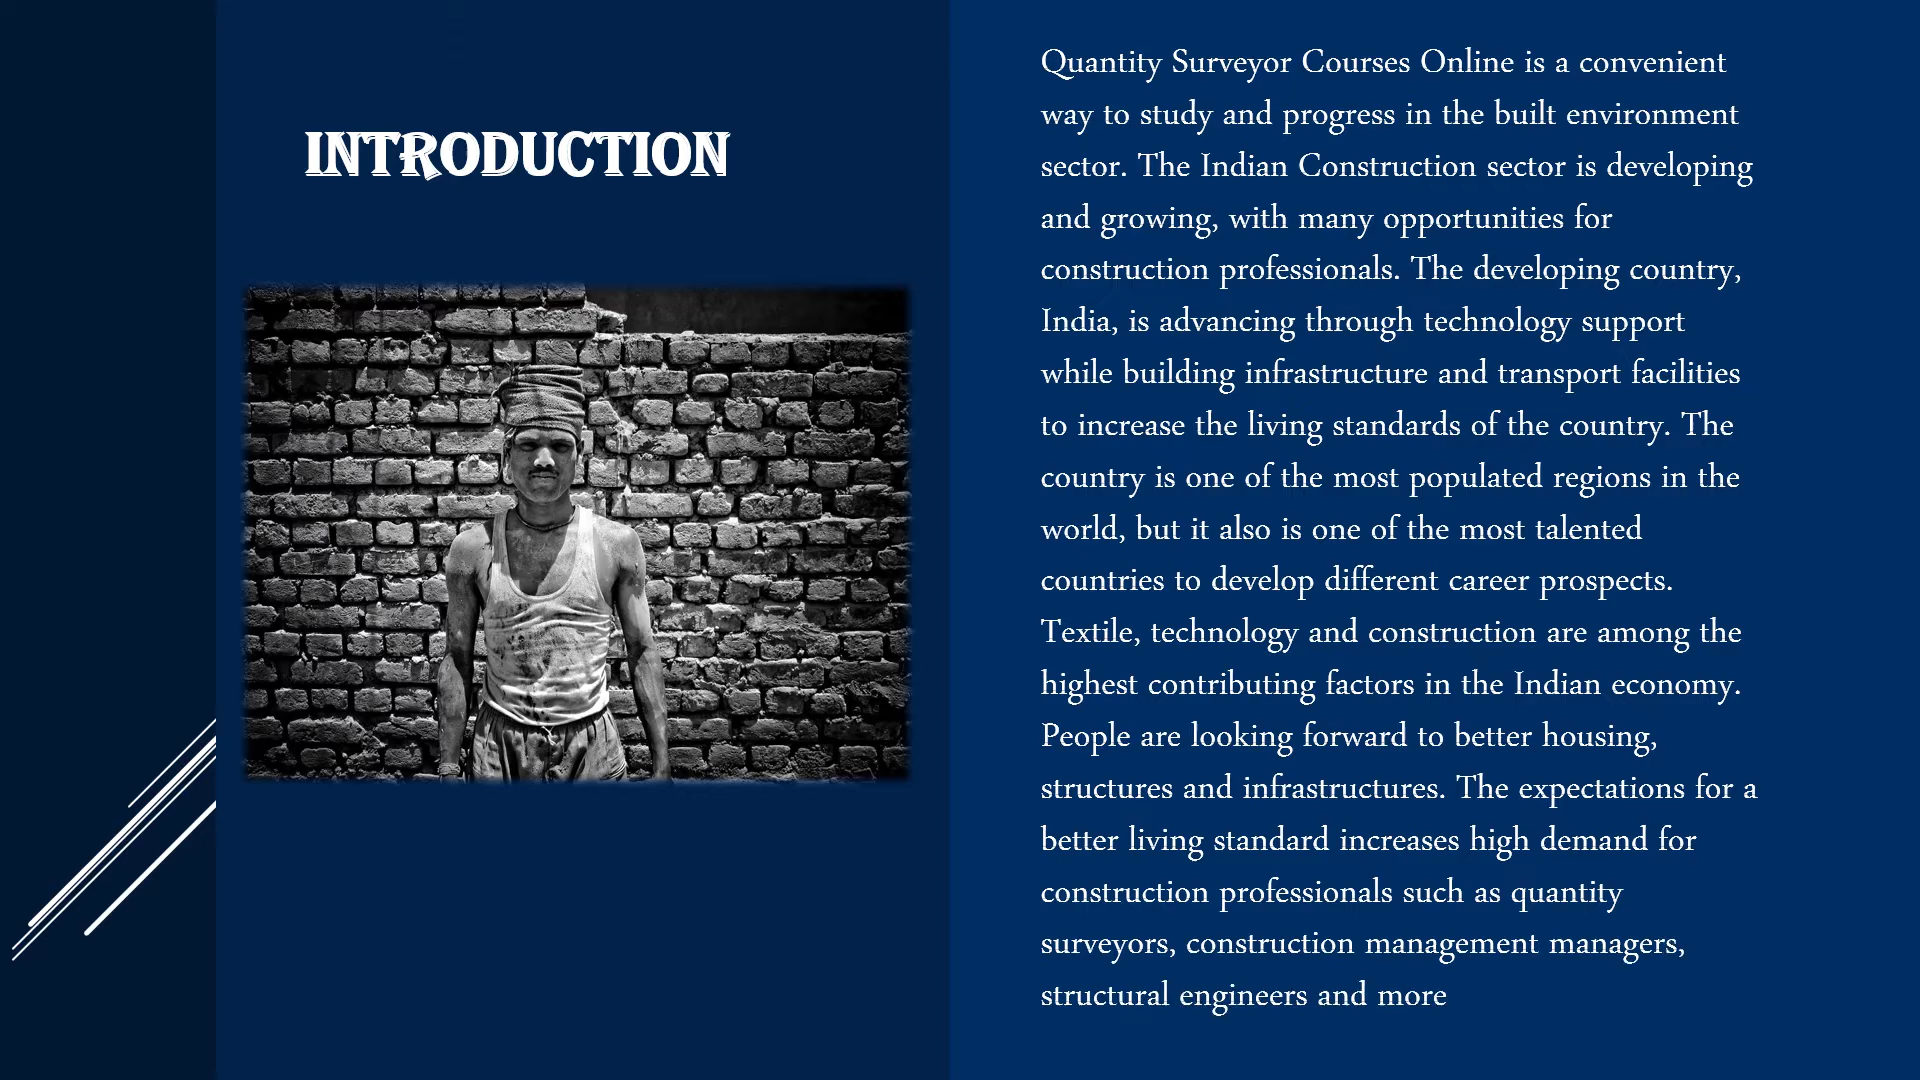 INTRODUCTION
Quantity Surveyor Courses Online is a convenient
way to study and progress in the built environment
sector. The Indian Construction sector is developing
and growing, with many opportunities for
construction professionals. The developing country,
India, is advancing through technology support
while building infrastructure and transport facilities
to increase the living standards of the country. The
country is one of the most populated regions in the
world, but it also is one of the most talented
countries to develop different career prospects.
Textile, technology and construction are among the
highest contributing factors in the Indian economy.
People are looking forward to better housing,
structures and infrastructures. The expectations for a
better living standard increases high demand for
construction professionals such as quantity
surveyors, construction management managers,
structural engineers and more